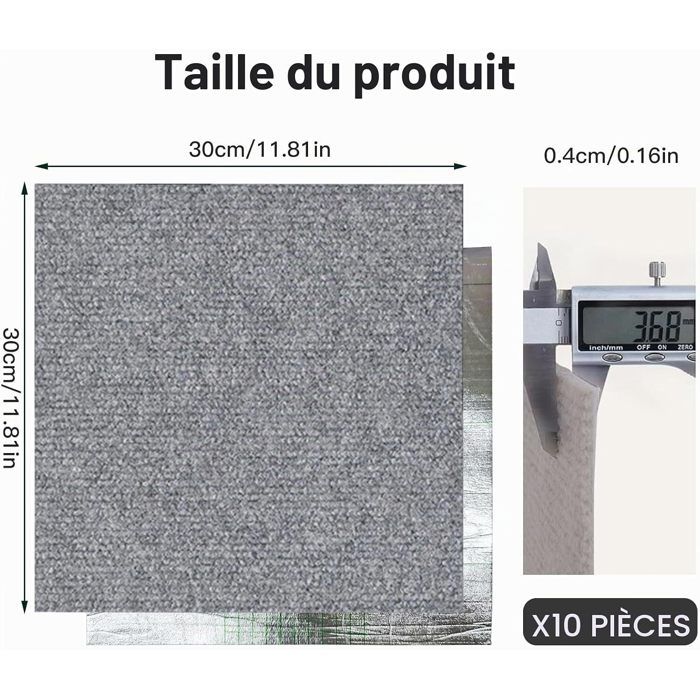 Taille du produit
30cm/11.81in
0.4cm/0.16in
30cm/11.81in
368
inch/mm OFF ON ZERO
X10 PIÈCES